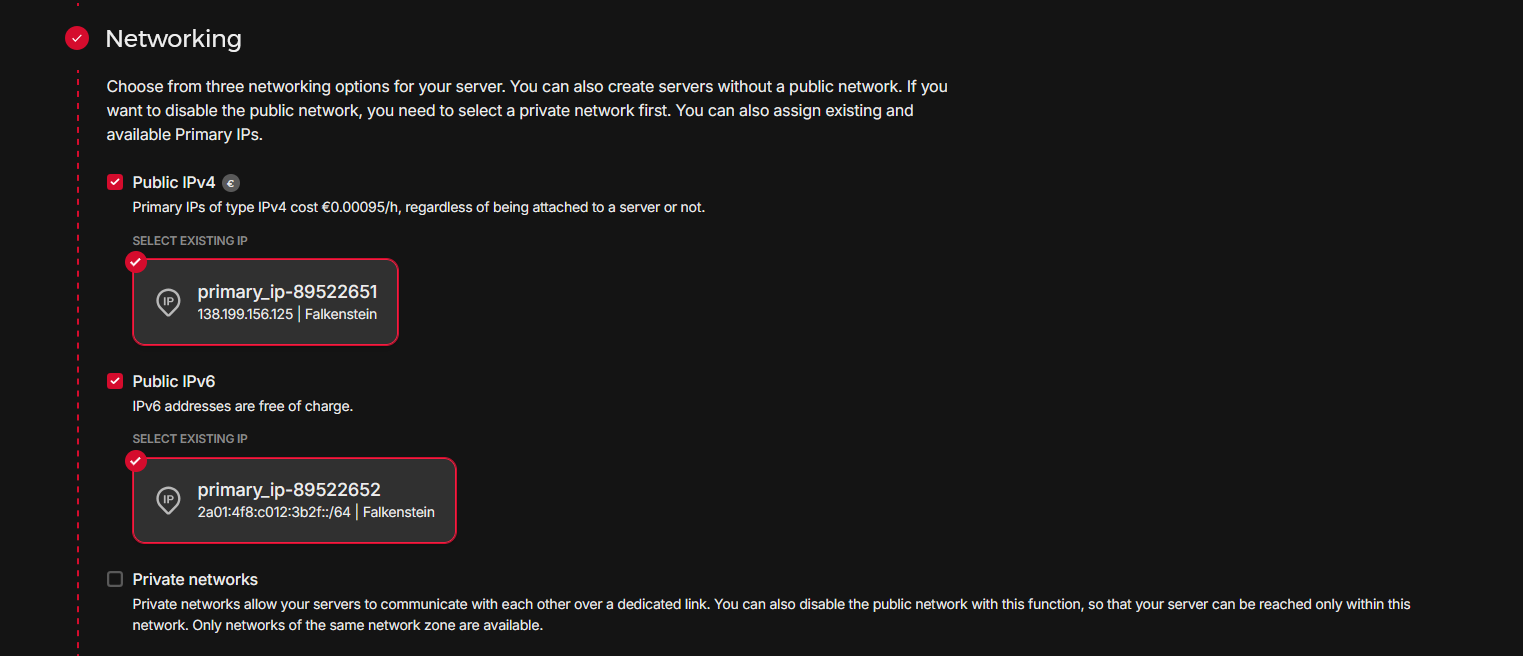 Networking
Choose from three networking options for your server. You can also create servers without a public network. If you
want to disable the public network, you need to select a private network first. You can also assign existing and
available Primary IPs.
Public IPv4 €
Primary IPs of type IPv4 cost €0.00095/h, regardless of being attached to a server or not.
SELECT EXISTING IP
IP
primary_ip-89522651
138.199.156.125 | Falkenstein
Public IPv6
IPv6 addresses are free of charge.
SELECT EXISTING IP
IP
primary_ip-89522652
2a01:4f8:c012:3b2f::/64 | Falkenstein
Private networks
Private networks allow your servers to communicate with each other over a dedicated link. You can also disable the public network with this function, so that your server can be reached only within this
network. Only networks of the same network zone are available.